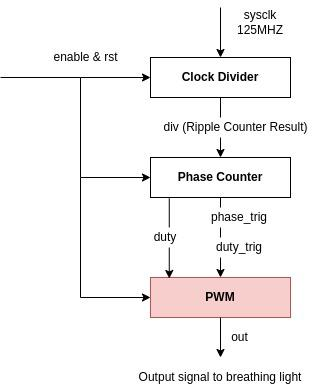 sysclk
125MHZ
enable & rst
Clock Divider
div (Ripple Counter Result)
Phase Counter
phase_trig
duty
duty_trig
PWM
out
Output signal to breathing light